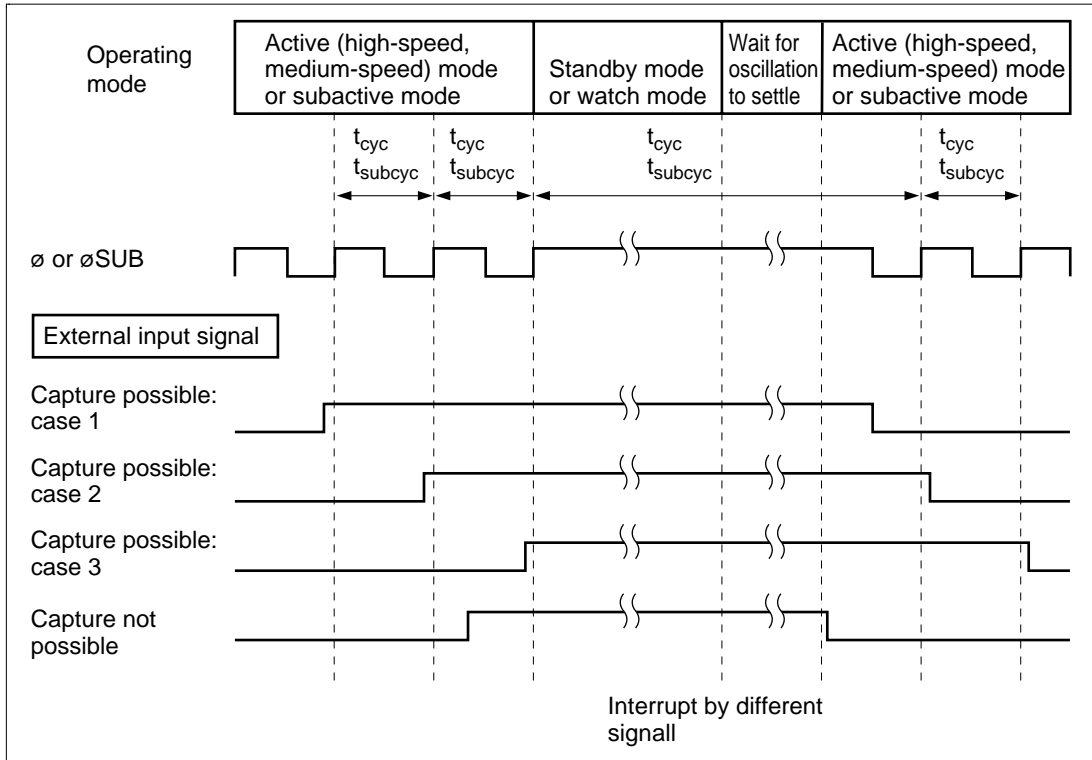 Operating
mode
Active (high-speed,
medium-speed) mode
or subactive mode
Standby mode
or watch mode
Wait for
oscillation
to settle
Active (high-speed,
medium-speed) mode
or subactive mode
tcyc
tsubcyc
tcyc
tsubcyc
tcyc
tsubcyc
tcyc
tsubcyc
ø or øSUB
External input signal
Capture possible:
case 1
Capture possible:
case 2
Capture possible:
case 3
Capture not
possible
Interrupt by different
signall